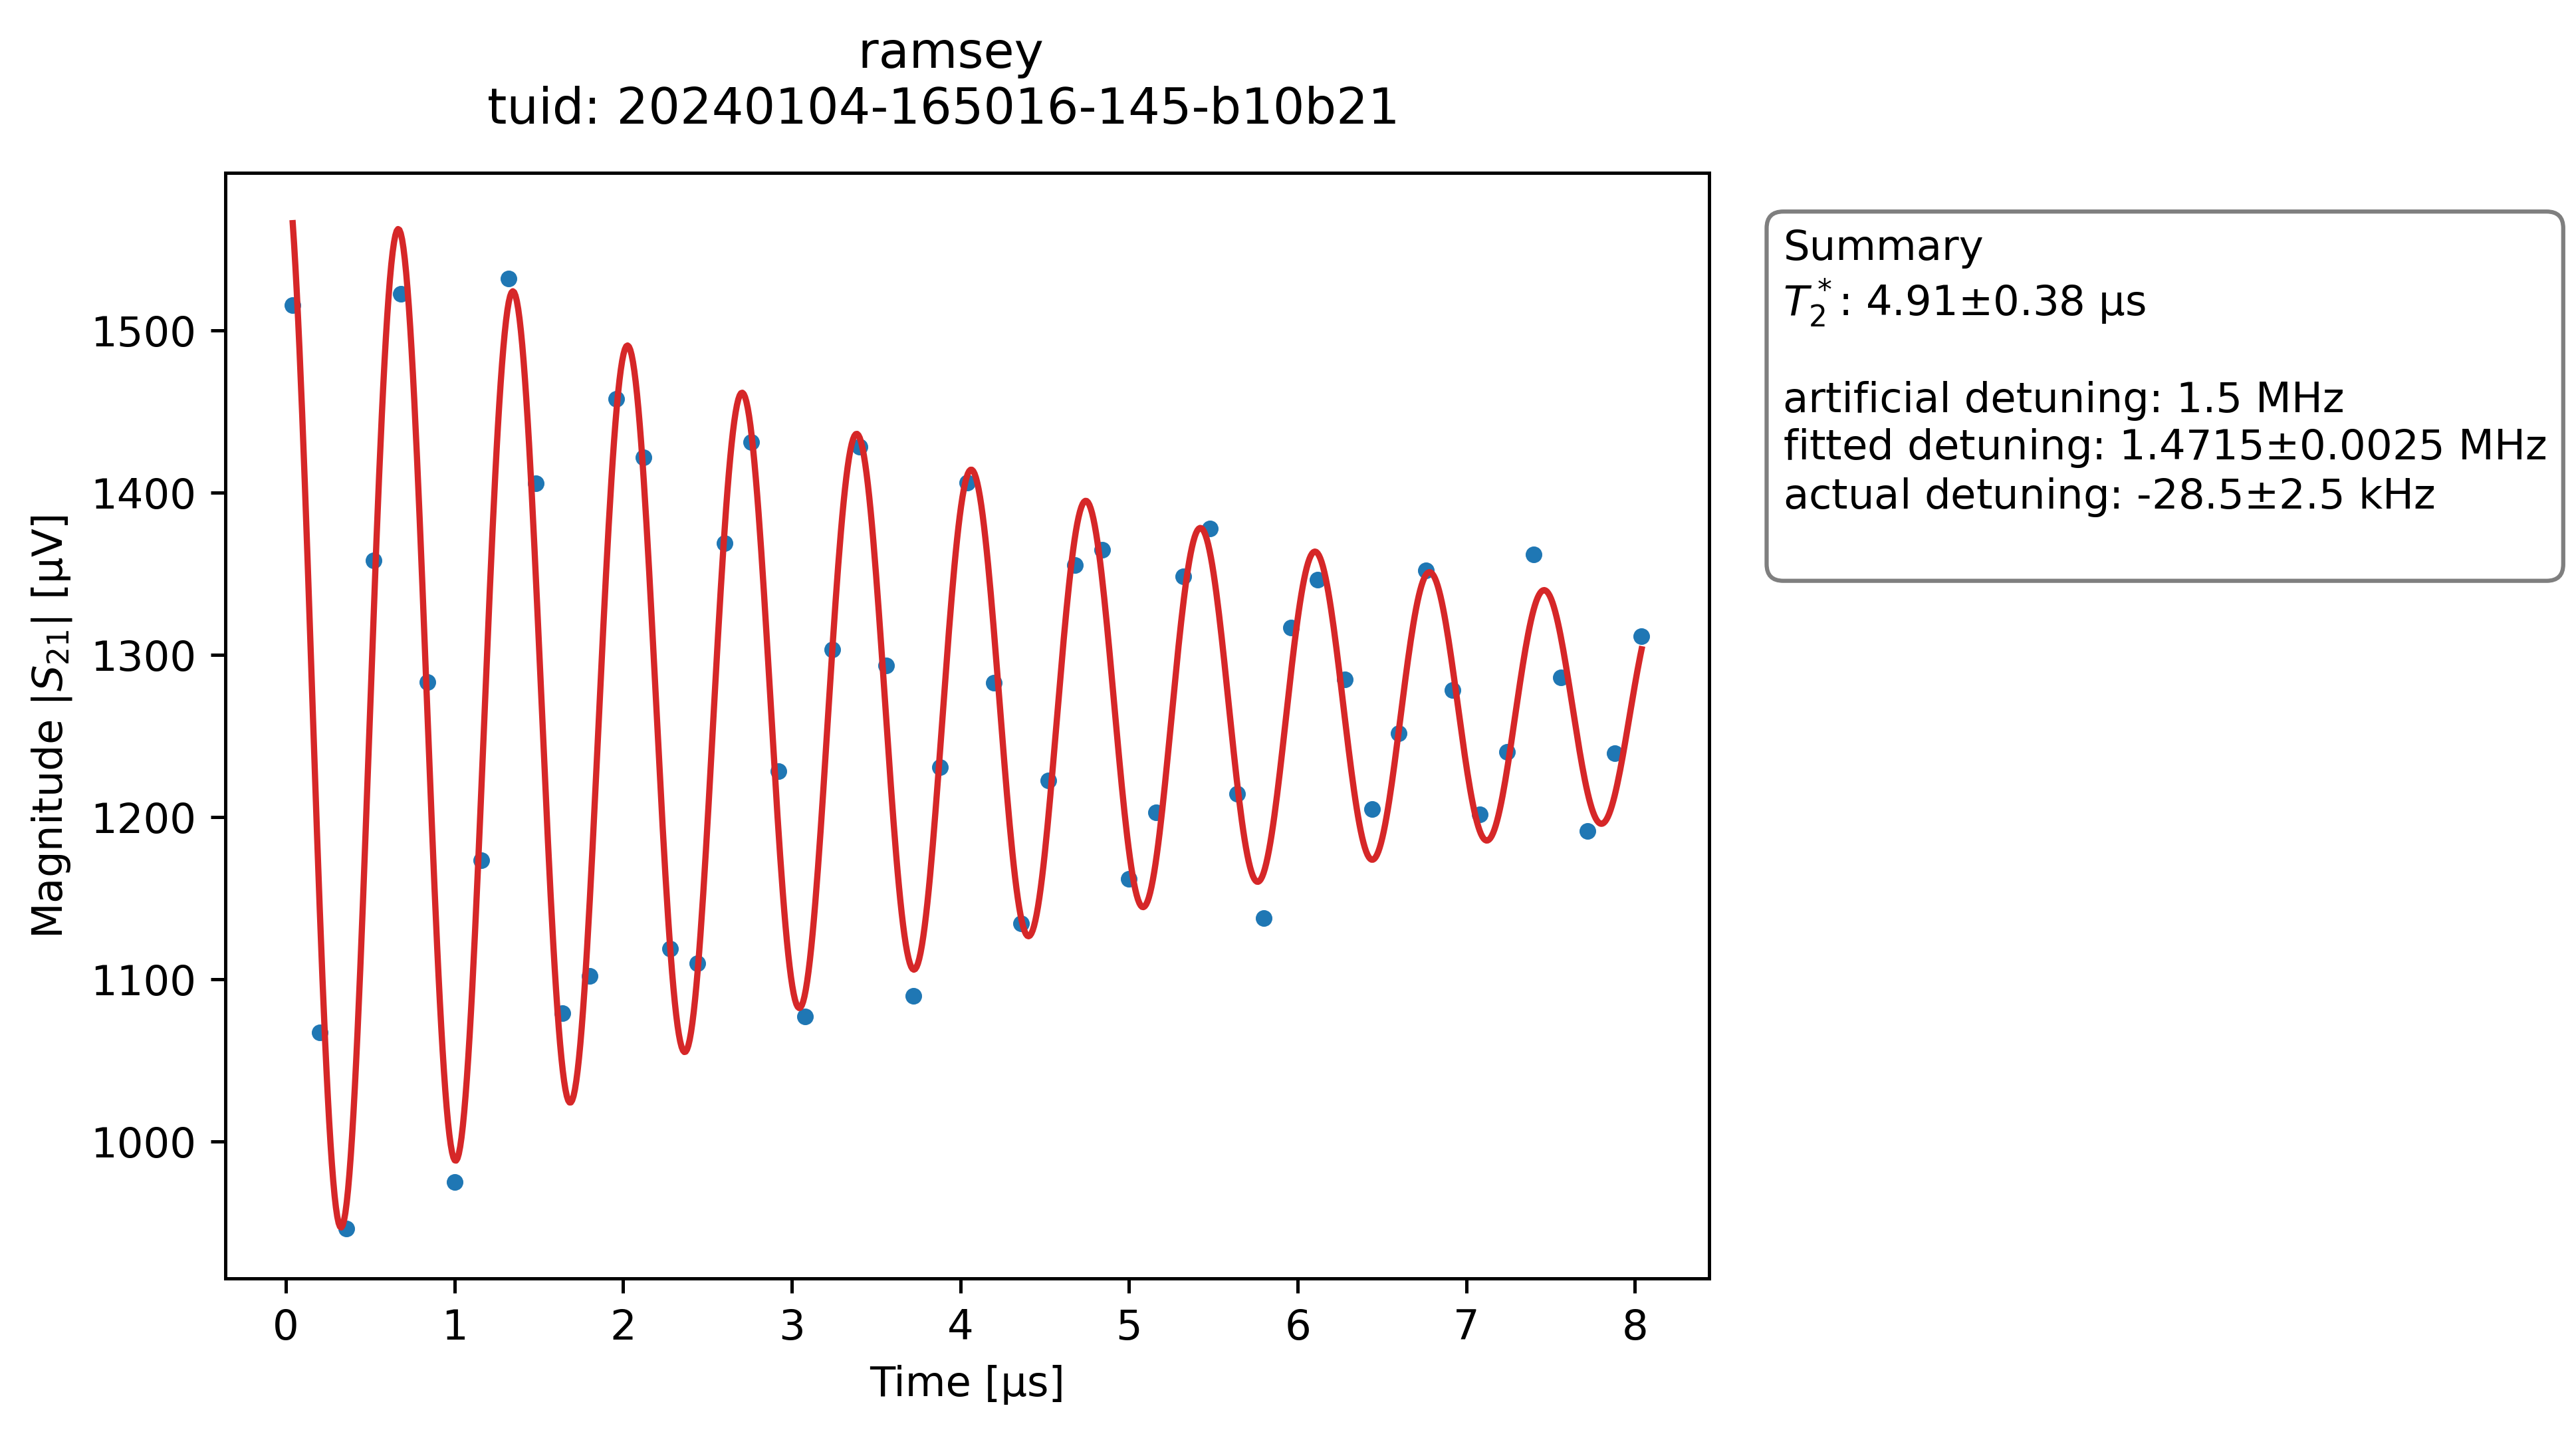 ramsey
tuid: 20240104-165016-145-b10b21
Magnitude |S₂₁| [µV]
1500
1400
1300
1200
1100
1000
0 1 2 3 4 5 6 7 8
Time [µs]
Summary
T₂*: 4.91±0.38 µs
artificial detuning: 1.5 MHz
fitted detuning: 1.4715±0.0025 MHz
actual detuning: -28.5±2.5 kHz